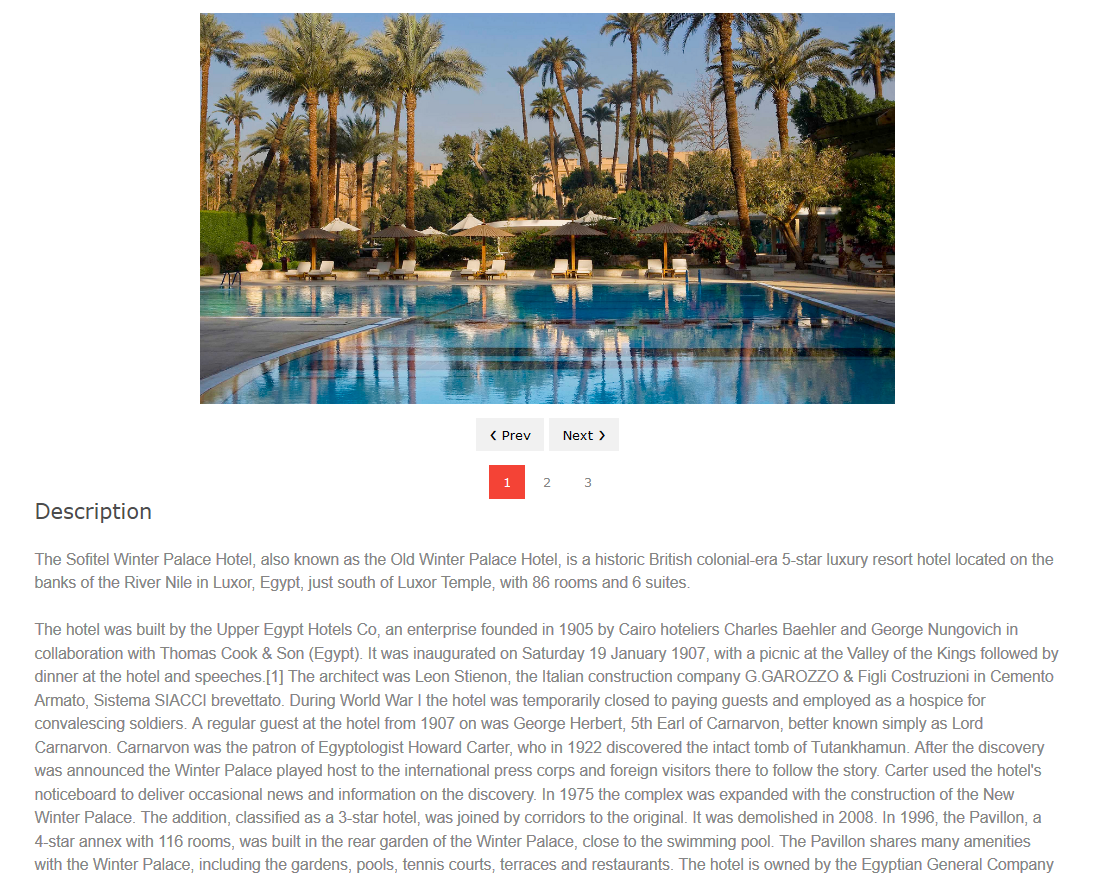 ❮ Prev Next ❯
1 2 3
Description
The Sofitel Winter Palace Hotel, also known as the Old Winter Palace Hotel, is a historic British colonial-era 5-star luxury resort hotel located on the
banks of the River Nile in Luxor, Egypt, just south of Luxor Temple, with 86 rooms and 6 suites.
The hotel was built by the Upper Egypt Hotels Co, an enterprise founded in 1905 by Cairo hoteliers Charles Baehler and George Nungovich in
collaboration with Thomas Cook & Son (Egypt). It was inaugurated on Saturday 19 January 1907, with a picnic at the Valley of the Kings followed by
dinner at the hotel and speeches.[1] The architect was Leon Stienon, the Italian construction company G.GAROZZO & Figli Costruzioni in Cemento
Armato, Sistema SIACCI brevettato. During World War I the hotel was temporarily closed to paying guests and employed as a hospice for
convalescing soldiers. A regular guest at the hotel from 1907 on was George Herbert, 5th Earl of Carnarvon, better known simply as Lord
Carnarvon. Carnarvon was the patron of Egyptologist Howard Carter, who in 1922 discovered the intact tomb of Tutankhamun. After the discovery
was announced the Winter Palace played host to the international press corps and foreign visitors there to follow the story. Carter used the hotel's
noticeboard to deliver occasional news and information on the discovery. In 1975 the complex was expanded with the construction of the New
Winter Palace. The addition, classified as a 3-star hotel, was joined by corridors to the original. It was demolished in 2008. In 1996, the Pavillon, a
4-star annex with 116 rooms, was built in the rear garden of the Winter Palace, close to the swimming pool. The Pavillon shares many amenities
with the Winter Palace, including the gardens, pools, tennis courts, terraces and restaurants. The hotel is owned by the Egyptian General Company